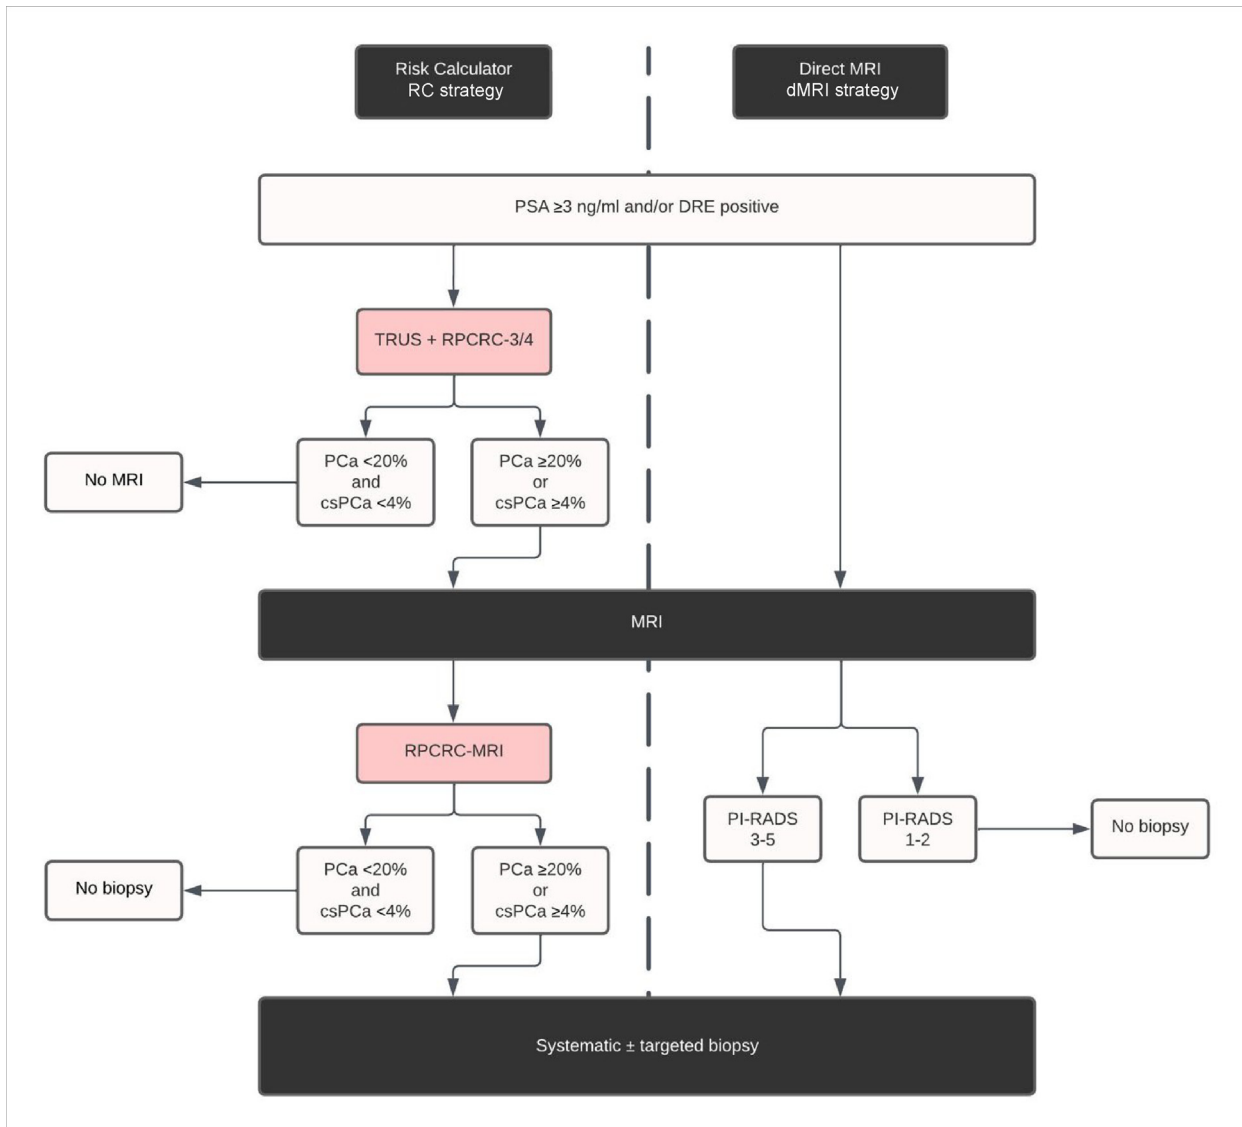 Risk Calculator
RC strategy
Direct MRI
dMRI strategy
PSA ≥3 ng/ml and/or DRE positive
TRUS + RPCRC-3/4
No MRI
PCa <20%
and
csPCa <4%
PCa ≥20%
or
csPCa ≥4%
MRI
RPCRC-MRI
PI-RADS
3-5
PI-RADS
1-2
No biopsy
No biopsy
PCa <20%
and
csPCa <4%
PCa ≥20%
or
csPCa ≥4%
Systematic ± targeted biopsy